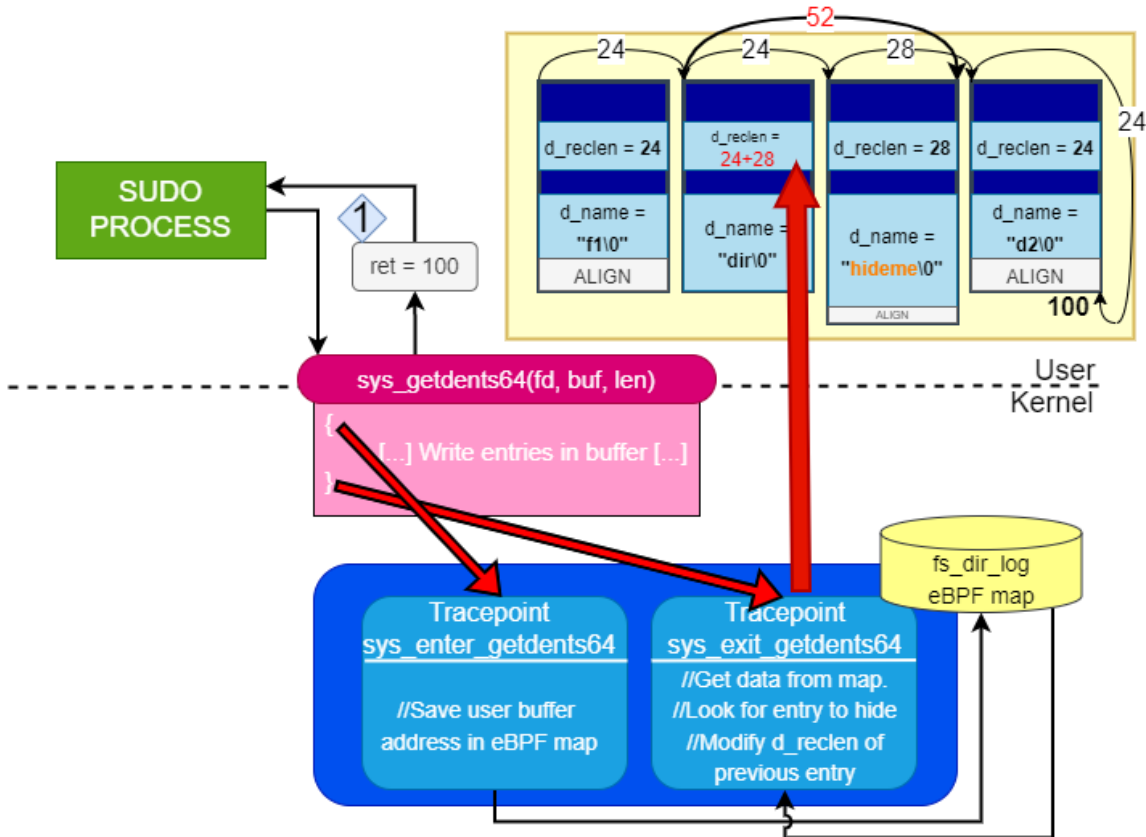 52
24
24
28
24
d_reclen = 24
d_reclen =
24+28
d_reclen = 28
d_reclen = 24
d_name =
"f1\0"
ALIGN
d_name =
"dir\0"
d_name =
"hideme\0"
ALIGN
d_name =
"d2\0"
ALIGN
100
SUDO
PROCESS
1
ret = 100
sys_getdents64(fd, buf, len)
User
Kernel
{
[...] Write entries in buffer [...]
}
fs_dir_log
eBPF map
Tracepoint
sys_enter_getdents64
//Save user buffer
address in eBPF map
Tracepoint
sys_exit_getdents64
//Get data from map.
//Look for entry to hide
//Modify d_reclen of
previous entry